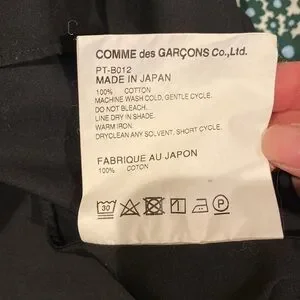 COMME des GARÇONS Co.,Ltd.
PT-B012
MADE IN JAPAN
100% COTTON
MACHINE WASH COLD, GENTLE CYCLE.
DO NOT BLEACH.
LINE DRY IN SHADE.
WARM IRON.
DRYCLEAN ANY SOLVENT, SHORT CYCLE.
FABRIQUE AU JAPON
100% COTON
30 P